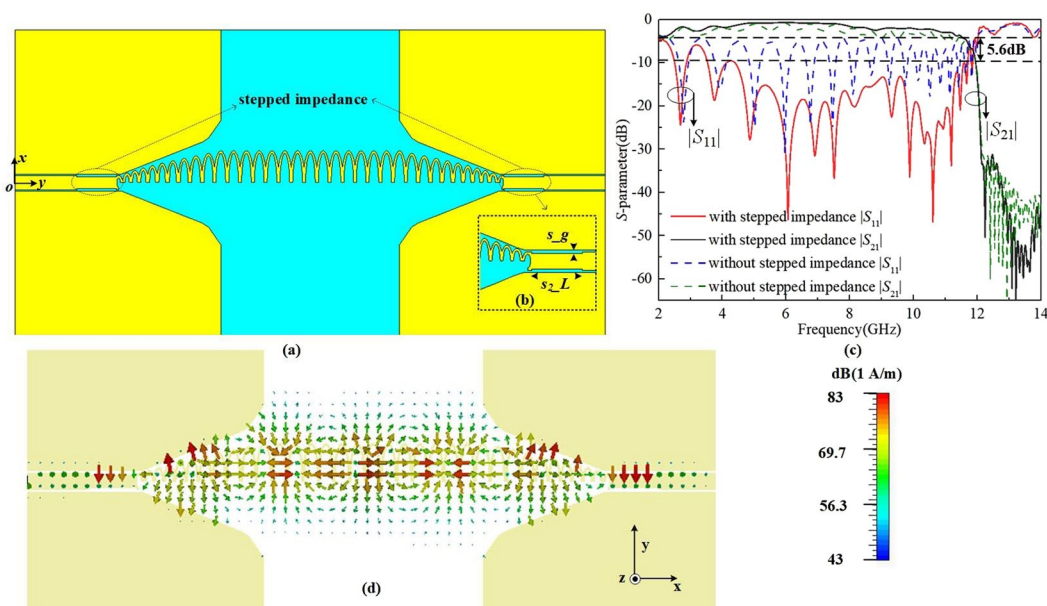 stepped impedance
x
o
y
s_g
s₂_L
(b)
(a)
0
-10
-20
-30
-40
-50
-60
S-parameter(dB)
5.6dB
|S₁₁|
|S₂₁|
with stepped impedance |S₁₁|
with stepped impedance |S₂₁|
without stepped impedance |S₁₁|
without stepped impedance |S₂₁|
2 4 6 8 10 12 14
Frequency(GHz)
(c)
dB(1 A/m)
83
69.7
56.3
43
y
z
x
(d)